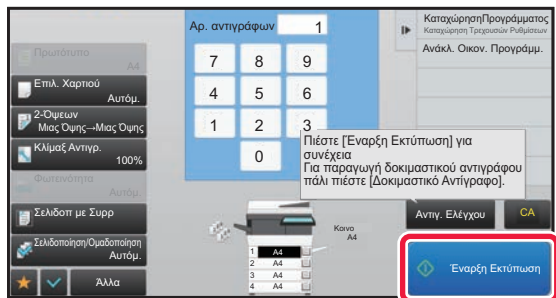 Αρ. αντιγράφων 1
ΚαταχώρησηΠρογράμματος
Καταχώρηση Τρεχουσών Ρυθμίσεων
Ανάκλ. Οικον. Προγράμμ.
Πρωτότυπο
A4
Επιλ. Χαρτιού
Αυτόμ.
2-Όψεων
Μιας Όψης→Μιας Όψης
Κλίμαξ Αντιγρ.
100%
Φωτεινότητα
Αυτόμ.
Σελιδοπ με Συρρ
Σελιδοποίηση/Ομαδοποίηση
Αυτόμ.
Άλλα
7 8 9
4 5 6
1 2 3
0
Πιέστε [Έναρξη Εκτύπωση] για
συνέχεια
Για παραγωγή δοκιμαστικού αντιγράφου
πάλι πιέστε [Δοκιμαστικό Αντίγραφο].
Κοινο
A4
1 A4
2 A4
3 A4
4 A4
Αντιγ. Ελέγχου
CA
Έναρξη Εκτύπωση